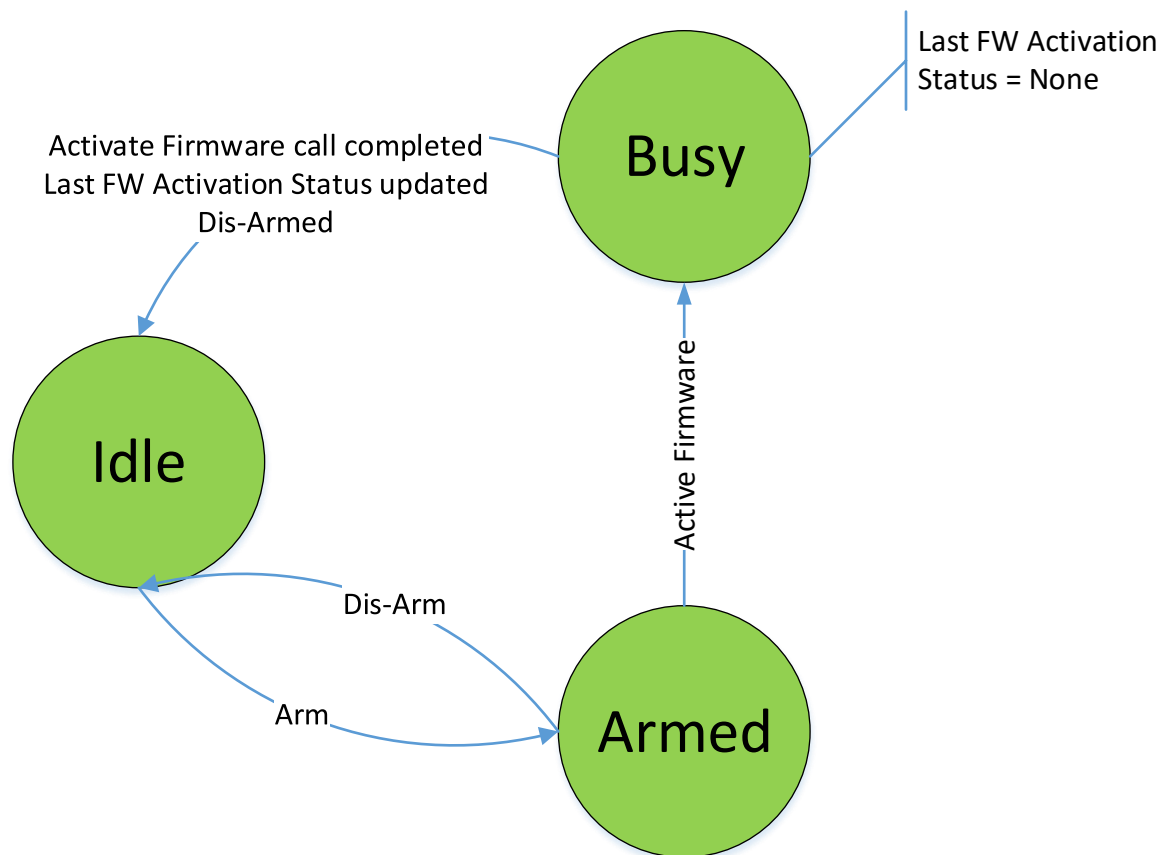 Last FW Activation
Status = None
Busy
Activate Firmware call completed
Last FW Activation Status updated
Dis-Armed
Active Firmware
Idle
Dis-Arm
Arm
Armed